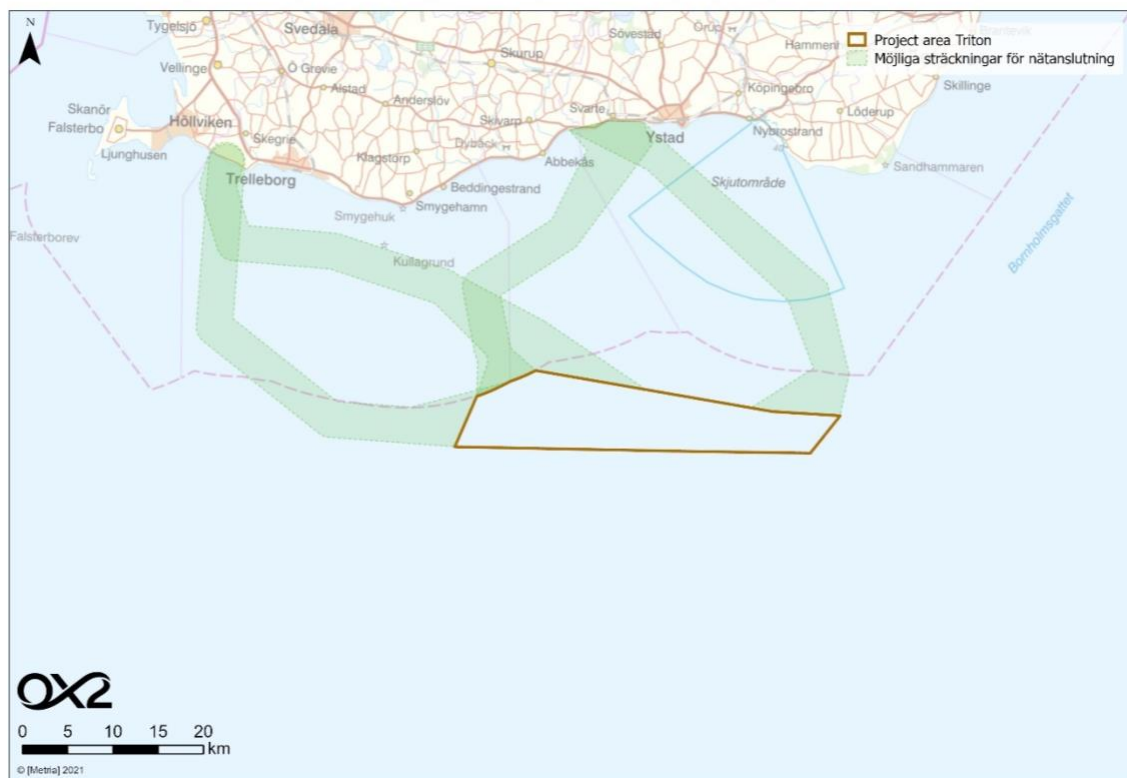 N
Tygelsjö
Svedala
Vellinge
Ö Grevie
Skurup
Sövestad
Hammenh
Project area Triton
Möjliga sträckningar för nätanslutning
Alstad
Anderslöv
Köpingebro
Skillinge
Skanör
Falsterbo
Höllviken
Skivarp
Svarte
Löderup
Ljunghusen
Skegrie
Klagstorp
Dybäck
Ystad
Nybrostrand
Trelleborg
Abbekås
Sandhammaren
Beddingestrand
Skjutområde
Smygehuk
Smygehamn
Falsterborev
Kullagrund
Bornholmsgattet
OX2
0 5 10 15 20
km
© [Metria] 2021